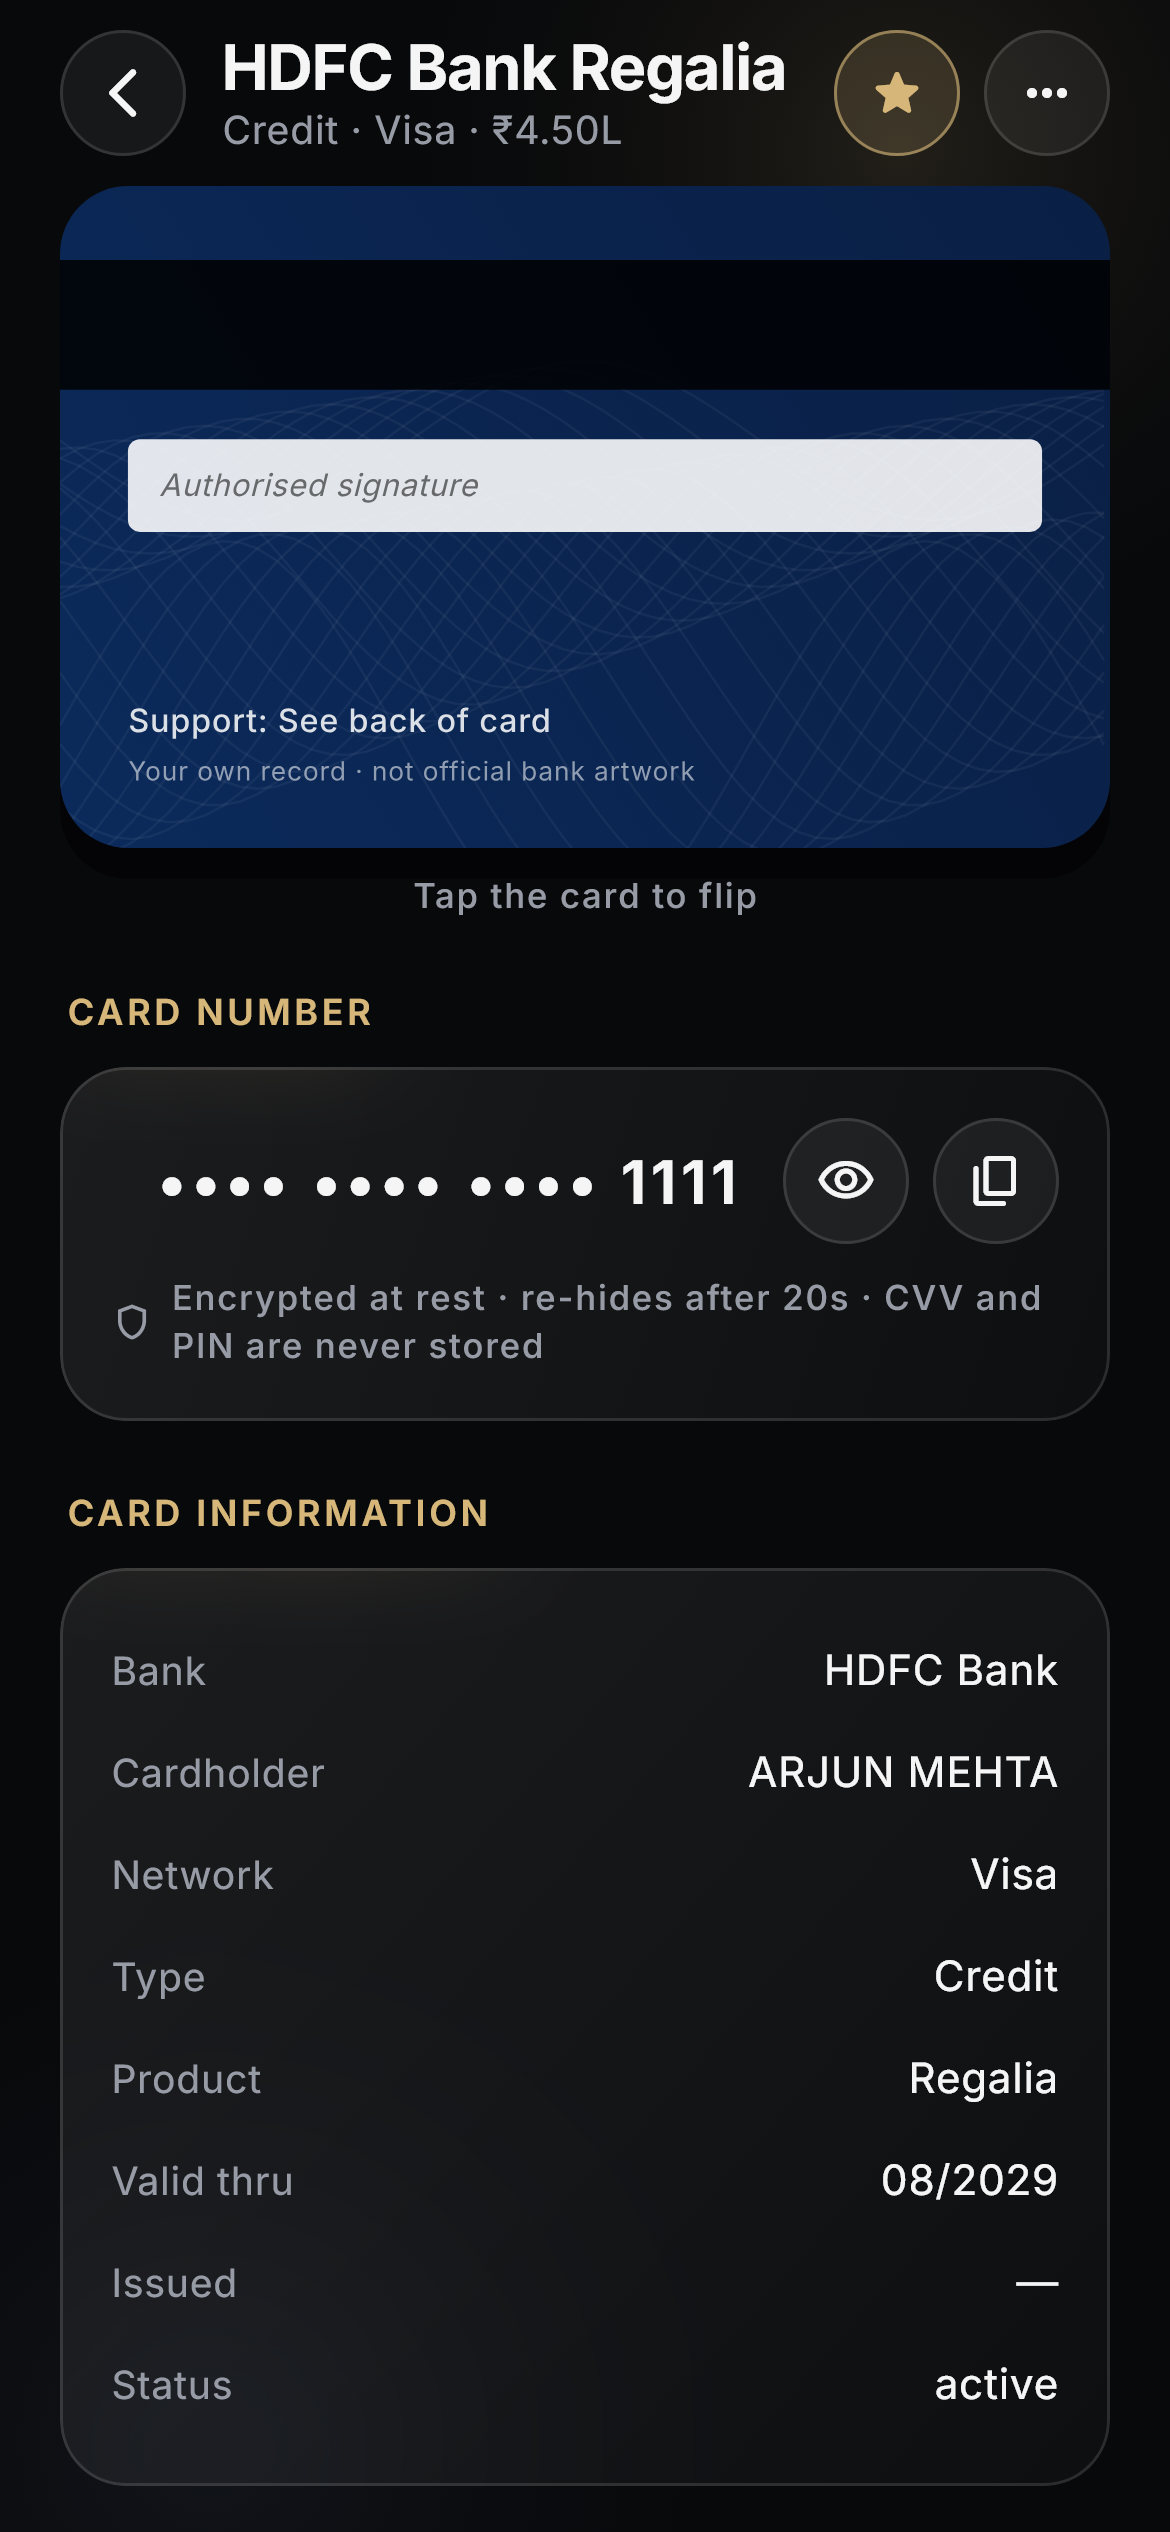 HDFC Bank Regalia
Credit · Visa · ₹4.50L
Authorised signature
Support: See back of card
Your own record · not official bank artwork
Tap the card to flip
CARD NUMBER
•••• •••• •••• 1111
Encrypted at rest · re-hides after 20s · CVV and
PIN are never stored
CARD INFORMATION
Bank HDFC Bank
Cardholder ARJUN MEHTA
Network Visa
Type Credit
Product Regalia
Valid thru 08/2029
Issued —
Status active